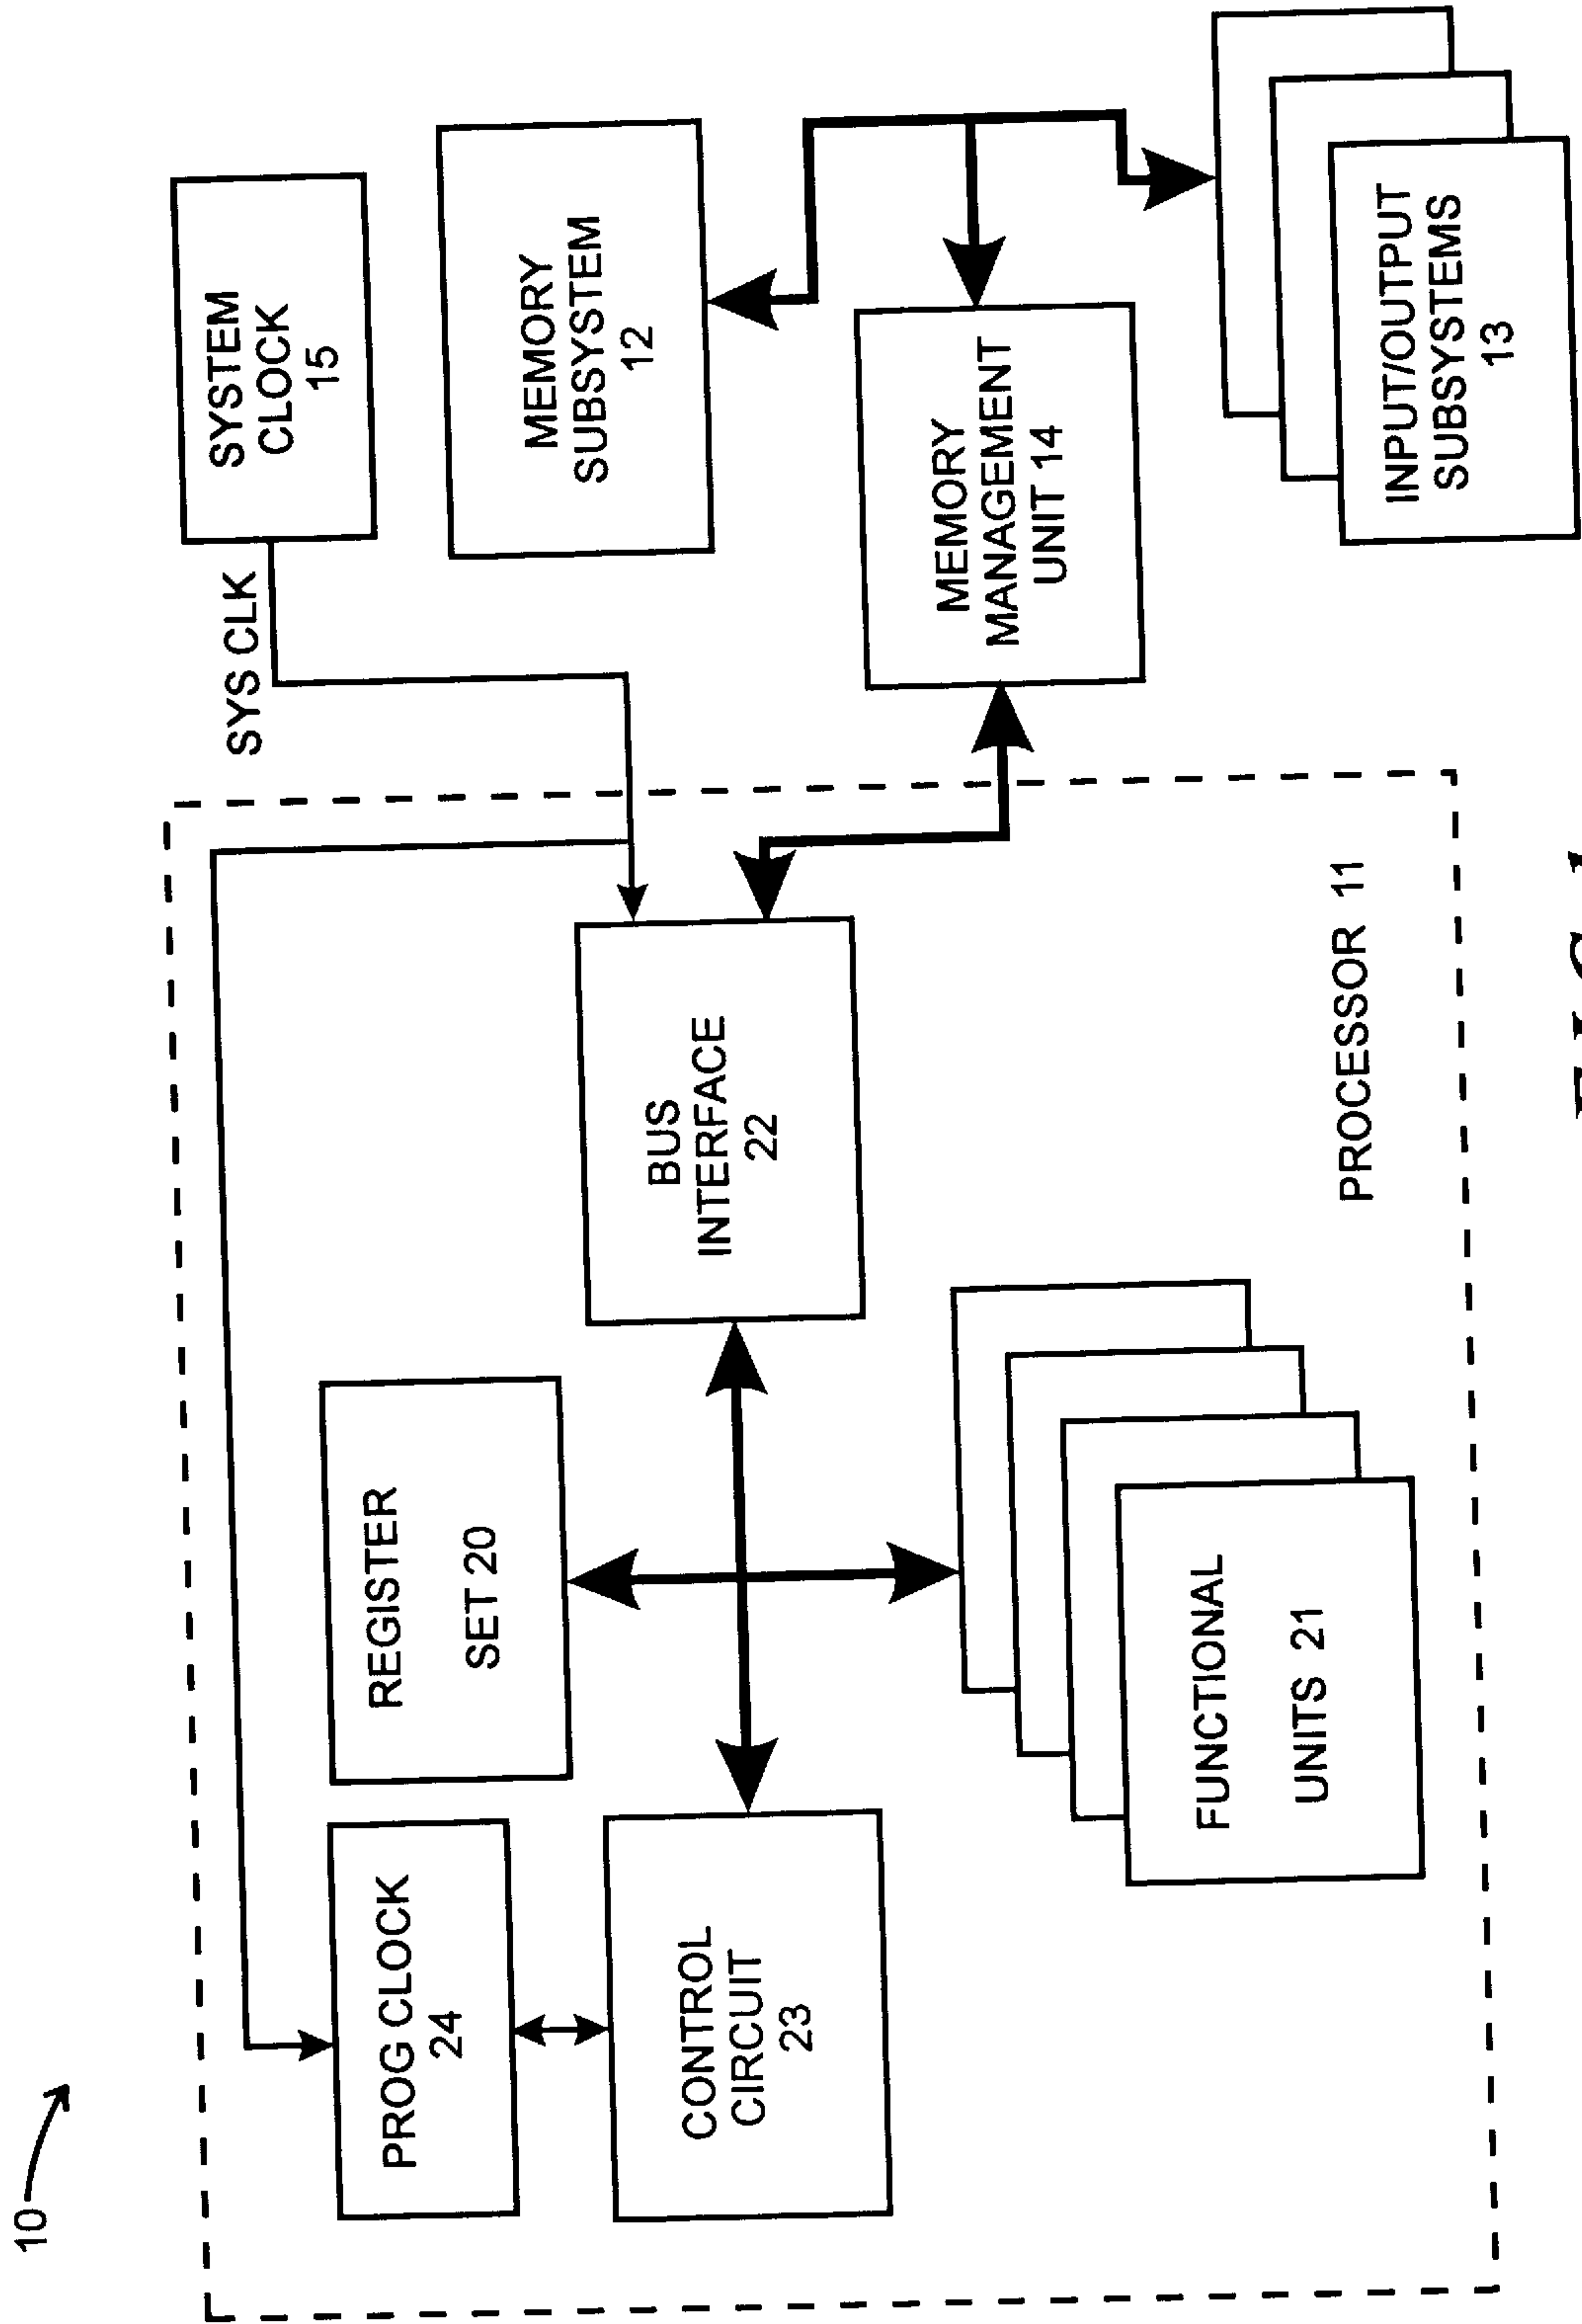 10
SYSTEM
CLOCK
15
SYS CLK
PROG CLOCK
24
REGISTER
SET 20
MEMORY
SUBSYSTEM
12
CONTROL
CIRCUIT
23
BUS
INTERFACE
22
MEMORY
MANAGEMENT
UNIT 14
FUNCTIONAL
UNITS 21
PROCESSOR 11
INPUT/OUTPUT
SUBSYSTEMS
13